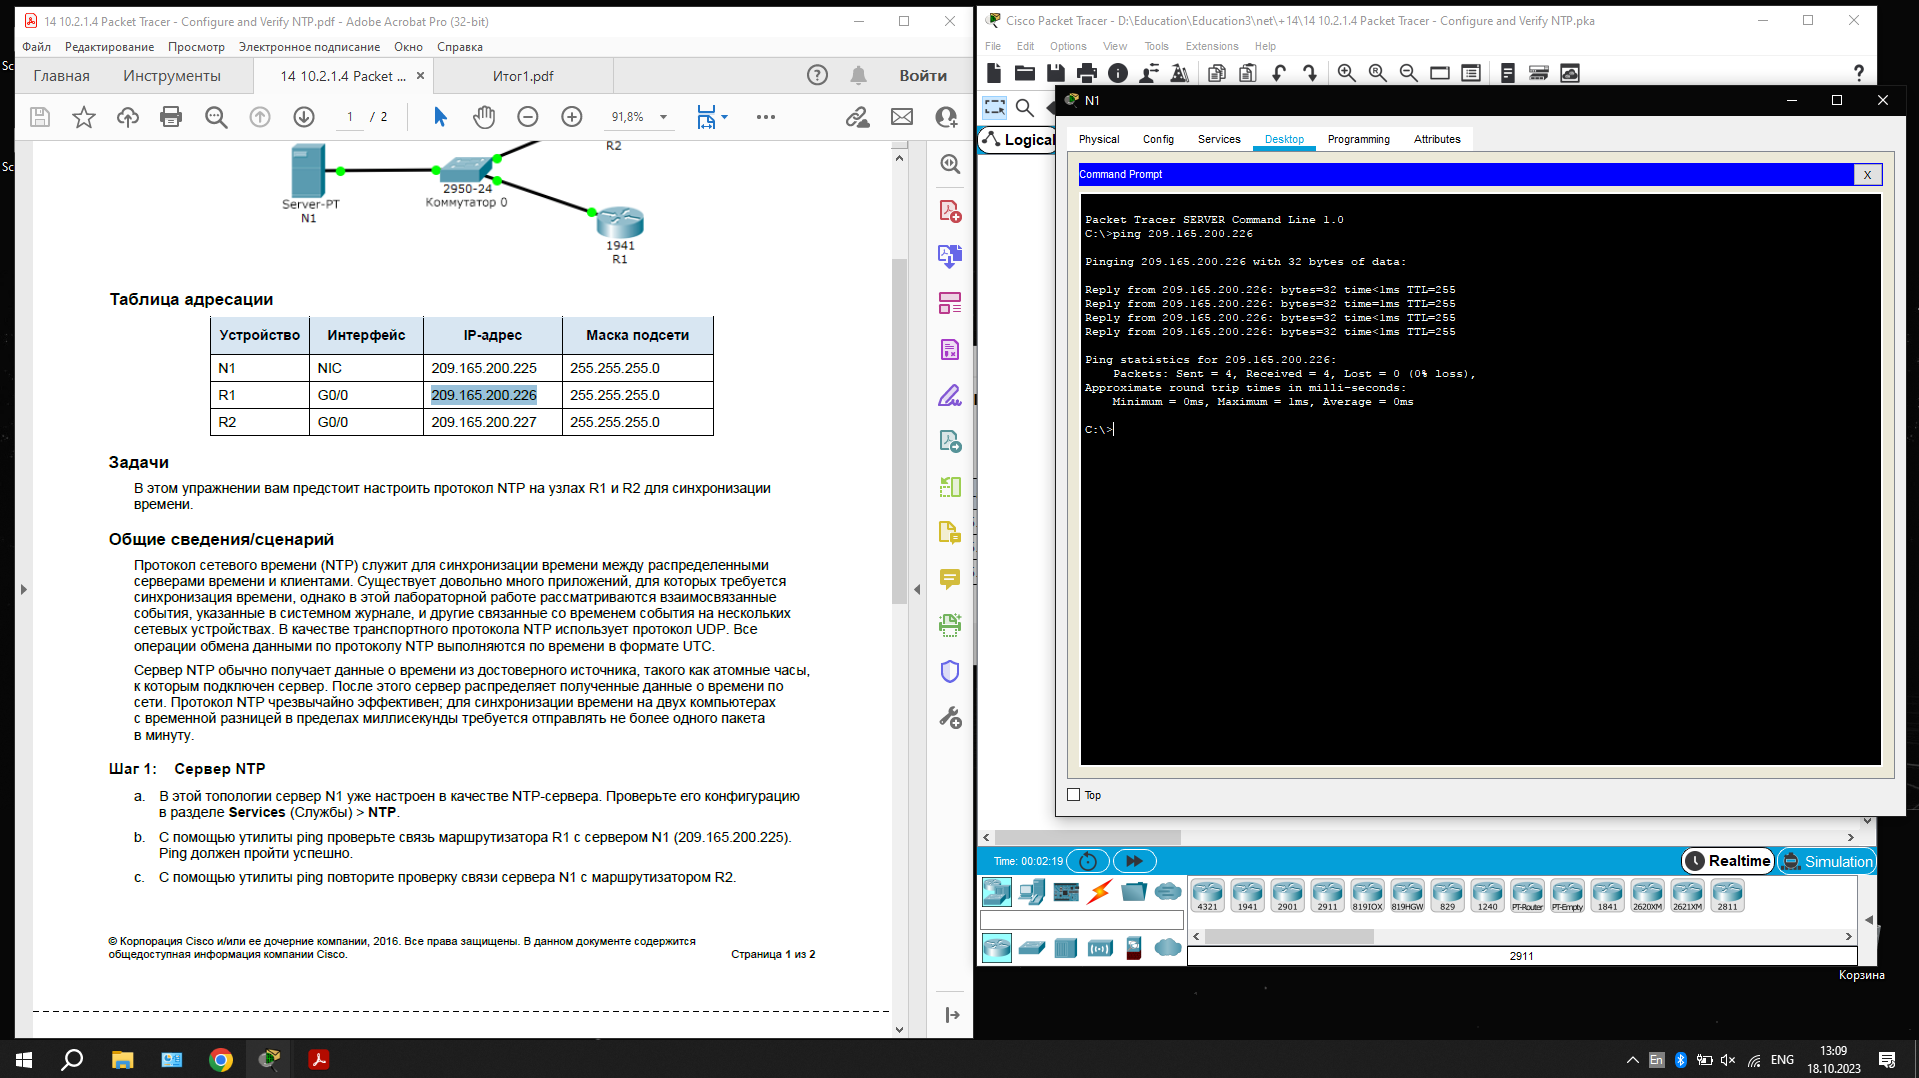 14 10.2.1.4 Packet Tracer - Configure and Verify NTP.pdf - Adobe Acrobat Pro (32-bit)
Файл Редактирование Просмотр Электронное подписание Окно Справка
Главная Инструменты 14 10.2.1.4 Packet ... × Итог1.pdf Войти
1 / 2 91,8%
R2
Server-PT
N1
2950-24
Коммутатор 0
1941
R1
Таблица адресации
Устройство Интерфейс IP-адрес Маска подсети
N1 NIC 209.165.200.225 255.255.255.0
R1 G0/0 209.165.200.226 255.255.255.0
R2 G0/0 209.165.200.227 255.255.255.0
Задачи
В этом упражнении вам предстоит настроить протокол NTP на узлах R1 и R2 для синхронизации
времени.
Общие сведения/сценарий
Протокол сетевого времени (NTP) служит для синхронизации времени между распределенными
серверами времени и клиентами. Существует довольно много приложений, для которых требуется
синхронизация времени, однако в этой лабораторной работе рассматриваются взаимосвязанные
события, указанные в системном журнале, и другие связанные со временем события на нескольких
сетевых устройствах. В качестве транспортного протокола NTP использует протокол UDP. Все
операции обмена данными по протоколу NTP выполняются по времени в формате UTC.
Сервер NTP обычно получает данные о времени из достоверного источника, такого как атомные часы,
к которым подключен сервер. После этого сервер распределяет полученные данные о времени по
сети. Протокол NTP чрезвычайно эффективен; для синхронизации времени на двух компьютерах
с временной разницей в пределах миллисекунды требуется отправлять не более одного пакета
в минуту.
Шаг 1: Сервер NTP
a. В этой топологии сервер N1 уже настроен в качестве NTP-сервера. Проверьте его конфигурацию
в разделе Services (Службы) > NTP.
b. С помощью утилиты ping проверьте связь маршрутизатора R1 с сервером N1 (209.165.200.225).
Ping должен пройти успешно.
c. С помощью утилиты ping повторите проверку связи сервера N1 с маршрутизатором R2.
© Корпорация Cisco и/или ее дочерние компании, 2016. Все права защищены. В данном документе содержится
общедоступная информация компании Cisco. Страница 1 из 2
Cisco Packet Tracer - D:\Education\Education3\net\+14\14 10.2.1.4 Packet Tracer - Configure and Verify NTP.pka
File Edit Options View Tools Extensions Help
Logical
N1
Physical Config Services Desktop Programming Attributes
Command Prompt X
Packet Tracer SERVER Command Line 1.0
C:\>ping 209.165.200.226
Pinging 209.165.200.226 with 32 bytes of data:
Reply from 209.165.200.226: bytes=32 time<1ms TTL=255
Reply from 209.165.200.226: bytes=32 time=1ms TTL=255
Reply from 209.165.200.226: bytes=32 time<1ms TTL=255
Reply from 209.165.200.226: bytes=32 time<1ms TTL=255
Ping statistics for 209.165.200.226:
Packets: Sent = 4, Received = 4, Lost = 0 (0% loss),
Approximate round trip times in milli-seconds:
Minimum = 0ms, Maximum = 1ms, Average = 0ms
C:\>
Top
Time: 00:02:19 Realtime Simulation
4321 1941 2901 2911 819IOX 819HGW 829 1240 PT-Router PT-Empty 1841 2620XM 2621XM 2811
2911
Корзина
En ENG 13:09
18.10.2023